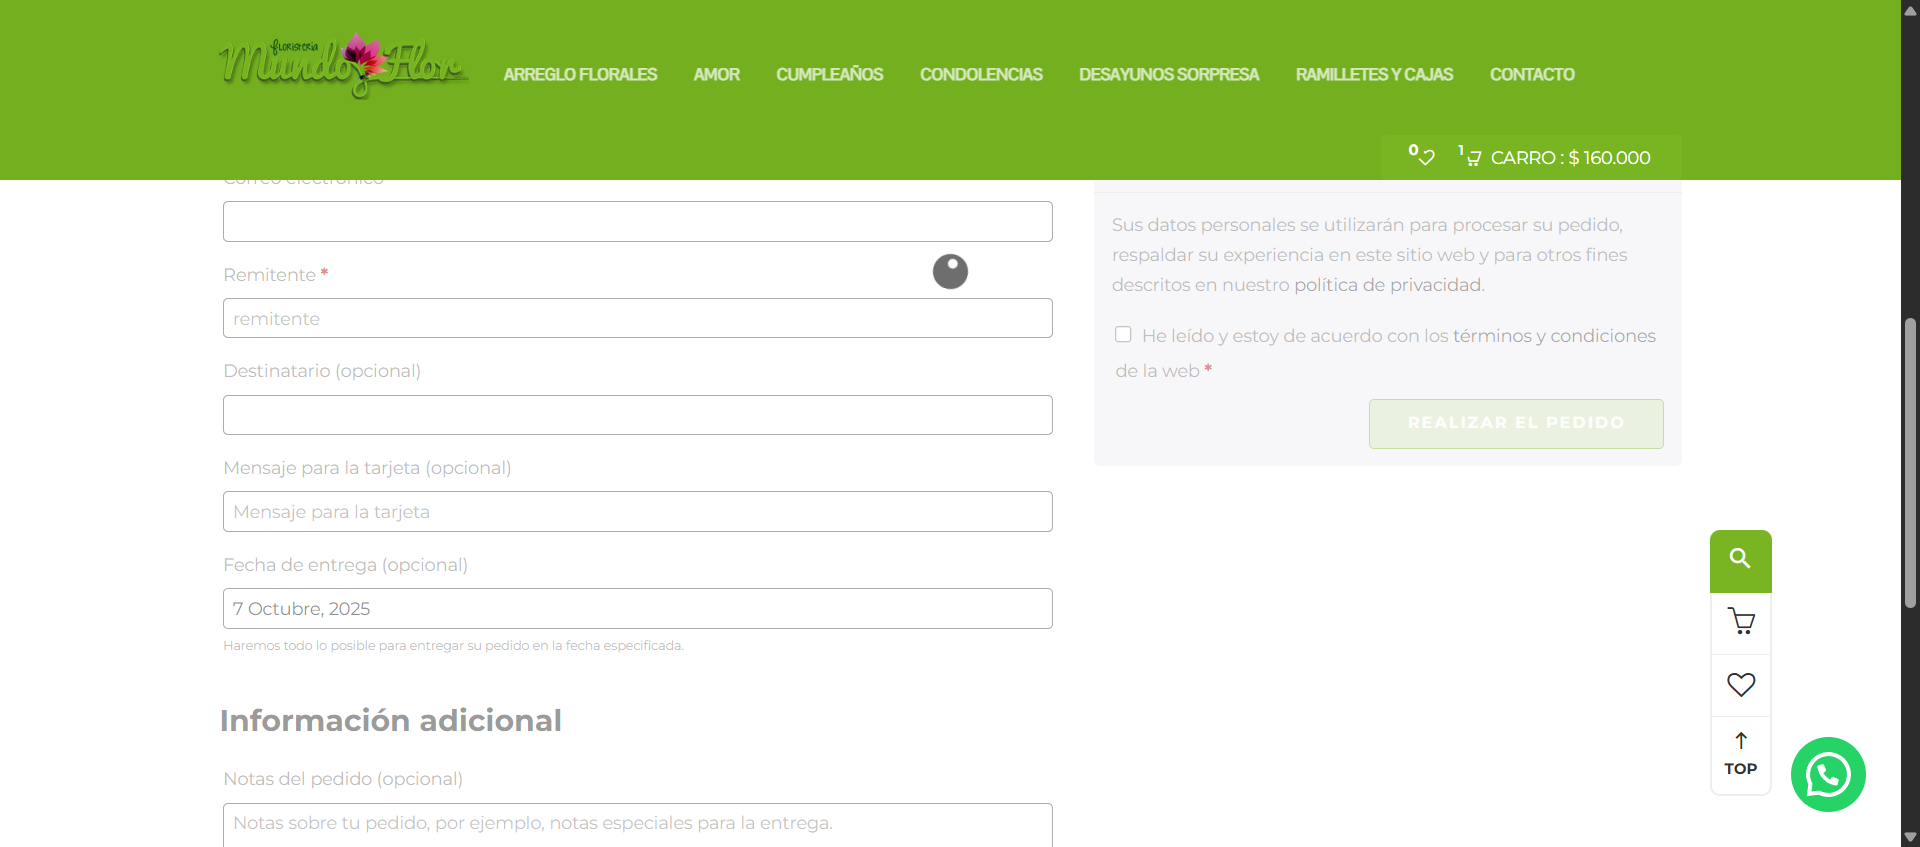 floristeria
Mundo Flor
ARREGLO FLORALES
AMOR
CUMPLEAÑOS
CONDOLENCIAS
DESAYUNOS SORPRESA
RAMILLETES Y CAJAS
CONTACTO
0
1
CARRO : $ 160.000
Correo electrónico
Remitente *
remitente
Destinatario (opcional)
Mensaje para la tarjeta (opcional)
Mensaje para la tarjeta
Fecha de entrega (opcional)
7 Octubre, 2025
Haremos todo lo posible para entregar su pedido en la fecha especificada.
Información adicional
Notas del pedido (opcional)
Notas sobre tu pedido, por ejemplo, notas especiales para la entrega.
Sus datos personales se utilizarán para procesar su pedido,
respaldar su experiencia en este sitio web y para otros fines
descritos en nuestro política de privacidad.
He leído y estoy de acuerdo con los términos y condiciones
de la web *
REALIZAR EL PEDIDO
TOP